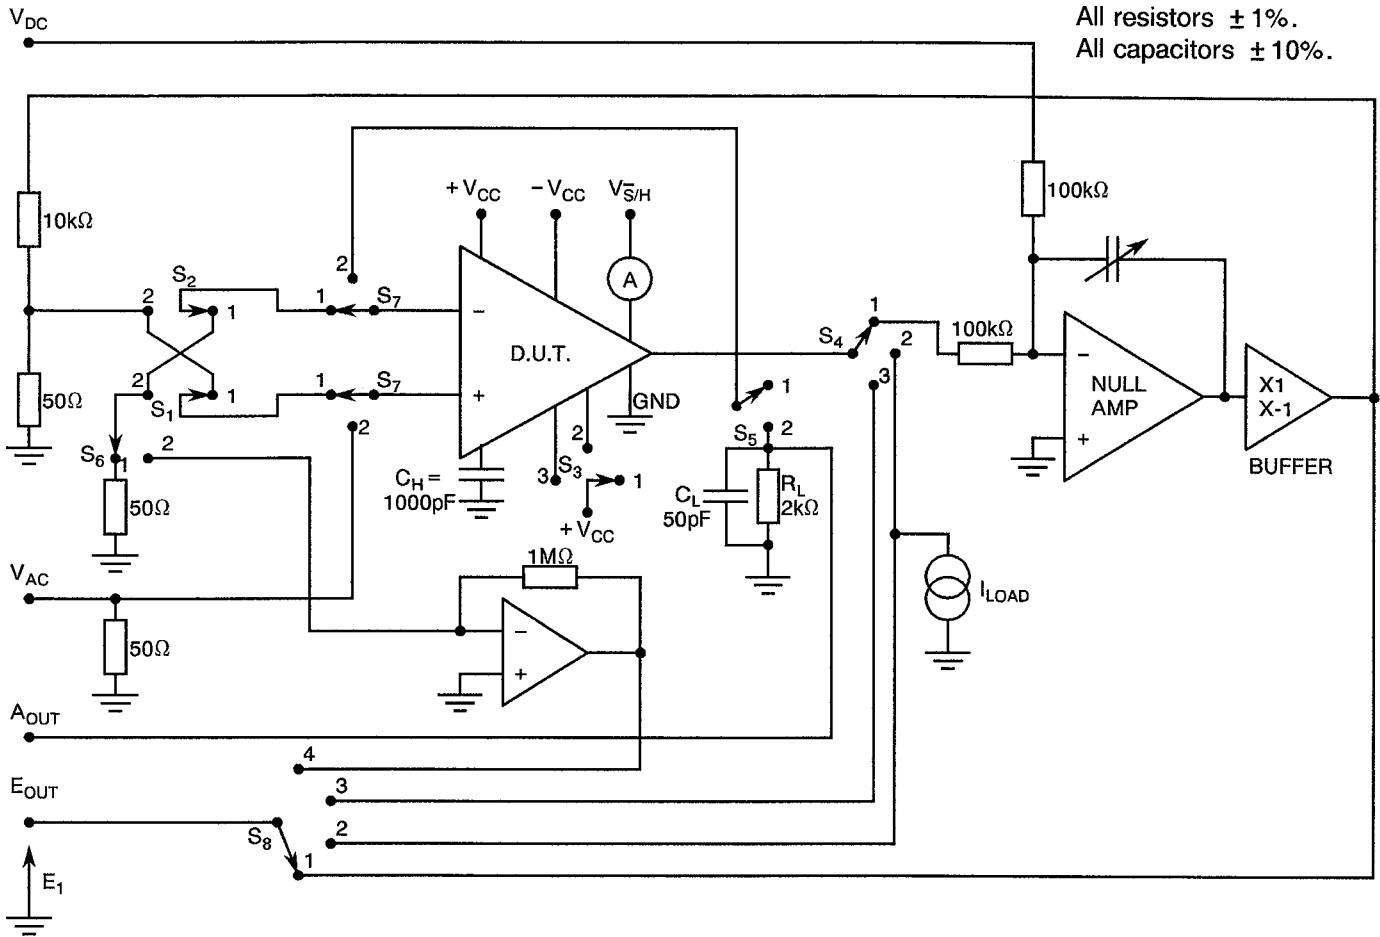 V_DC
All resistors ± 1%.
All capacitors ± 10%.
+V_CC
−V_CC
V_S̅/H
100kΩ
10kΩ
A
2
S_2
2
1
1
S_7
−
D.U.T.
1
S_4
100kΩ
2
−
NULL
AMP
+
X1
X-1
BUFFER
50Ω
2
S_1
1
1
S_7
+
GND
1
3
S_6
1
2
2
C_H =
1000pF
2
3
S_3
1
+V_CC
S_5
2
C_L
50pF
R_L
2kΩ
50Ω
1MΩ
V_AC
I_LOAD
50Ω
−
+
A_OUT
4
E_OUT
3
S_8
2
1
E_1